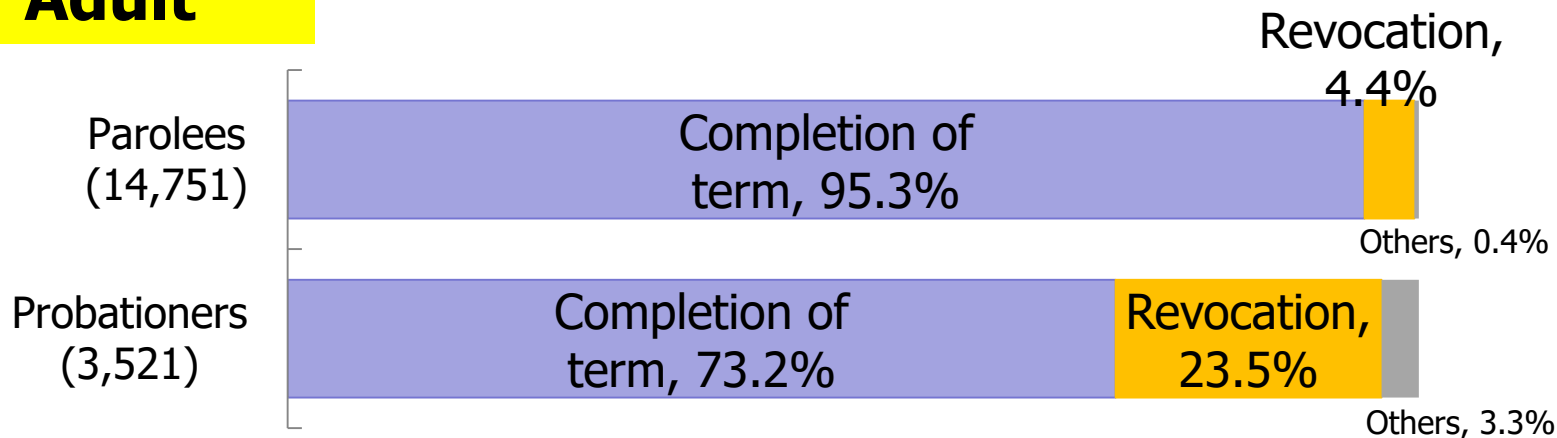 Adult
Revocation,
4.4%
Parolees
(14,751)
Completion of
term, 95.3%
Others, 0.4%
Probationers
(3,521)
Completion of
term, 73.2%
Revocation,
23.5%
Others, 3.3%